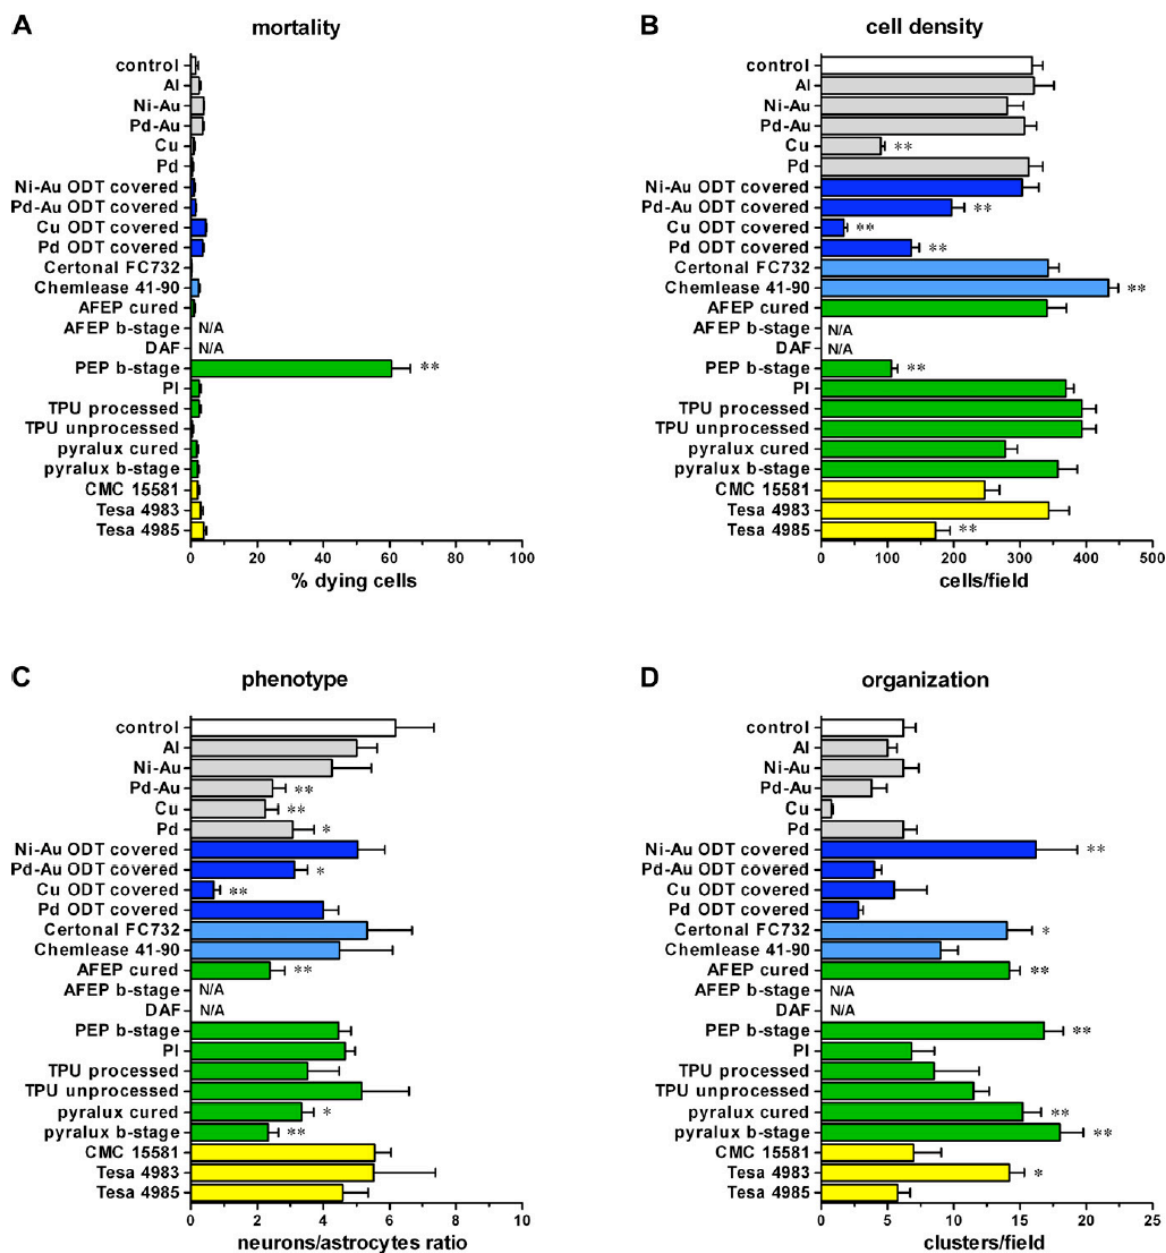 A
mortality
control
Al
Ni-Au
Pd-Au
Cu
Pd
Ni-Au ODT covered
Pd-Au ODT covered
Cu ODT covered
Pd ODT covered
Certonal FC732
Chemlease 41-90
AFEP cured
AFEP b-stage N/A
DAF N/A
PEP b-stage **
PI
TPU processed
TPU unprocessed
pyralux cured
pyralux b-stage
CMC 15581
Tesa 4983
Tesa 4985
0 20 40 60 80 100
% dying cells
B
cell density
control
Al
Ni-Au
Pd-Au
Cu **
Pd
Ni-Au ODT covered
Pd-Au ODT covered **
Cu ODT covered **
Pd ODT covered **
Certonal FC732
Chemlease 41-90 **
AFEP cured
AFEP b-stage N/A
DAF N/A
PEP b-stage **
PI
TPU processed
TPU unprocessed
pyralux cured
pyralux b-stage
CMC 15581
Tesa 4983
Tesa 4985 **
0 100 200 300 400 500
cells/field
C
phenotype
control
Al
Ni-Au
Pd-Au **
Cu **
Pd *
Ni-Au ODT covered
Pd-Au ODT covered *
Cu ODT covered **
Pd ODT covered
Certonal FC732
Chemlease 41-90
AFEP cured **
AFEP b-stage N/A
DAF N/A
PEP b-stage
PI
TPU processed
TPU unprocessed
pyralux cured *
pyralux b-stage **
CMC 15581
Tesa 4983
Tesa 4985
0 2 4 6 8 10
neurons/astrocytes ratio
D
organization
control
Al
Ni-Au
Pd-Au
Cu
Pd
Ni-Au ODT covered **
Pd-Au ODT covered
Cu ODT covered
Pd ODT covered
Certonal FC732 *
Chemlease 41-90
AFEP cured **
AFEP b-stage N/A
DAF N/A
PEP b-stage **
PI
TPU processed
TPU unprocessed
pyralux cured **
pyralux b-stage **
CMC 15581
Tesa 4983 *
Tesa 4985
0 5 10 15 20 25
clusters/field